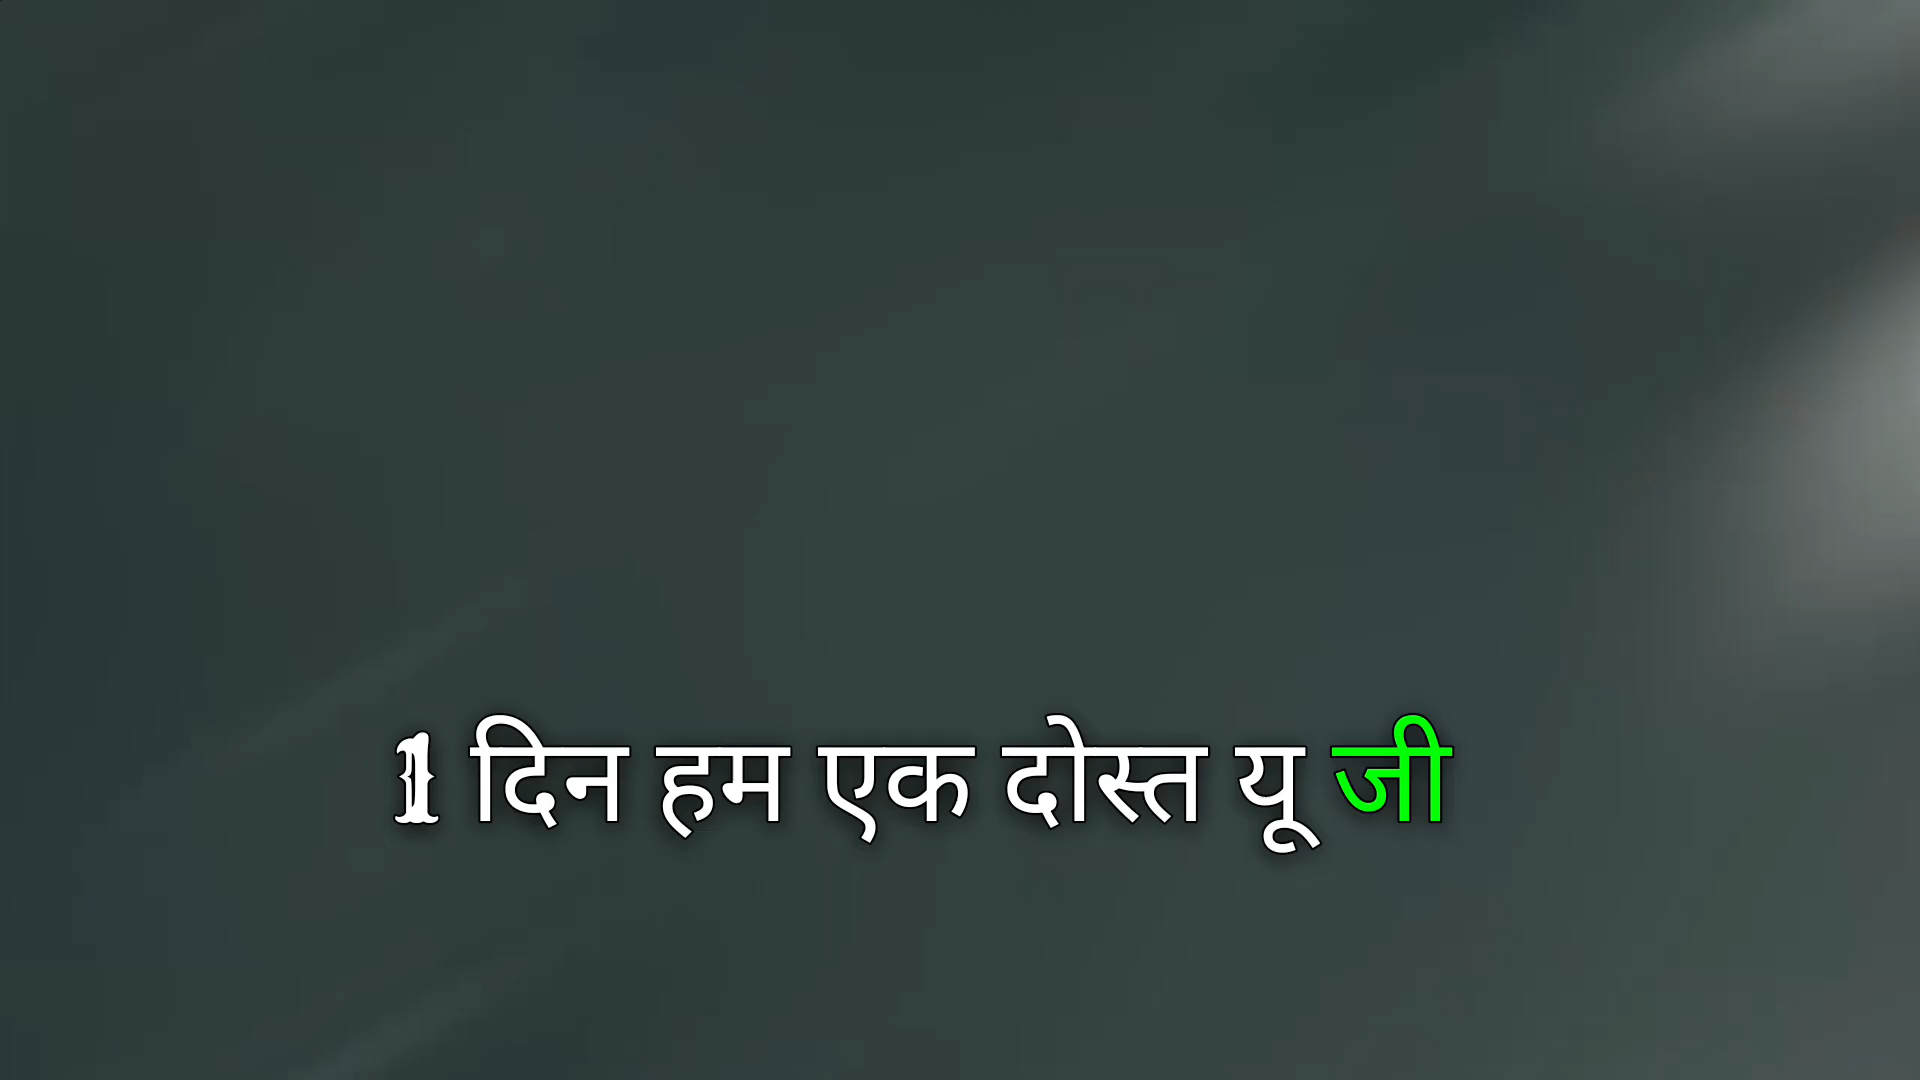 1 दिन हम एक दोस्त यू जी